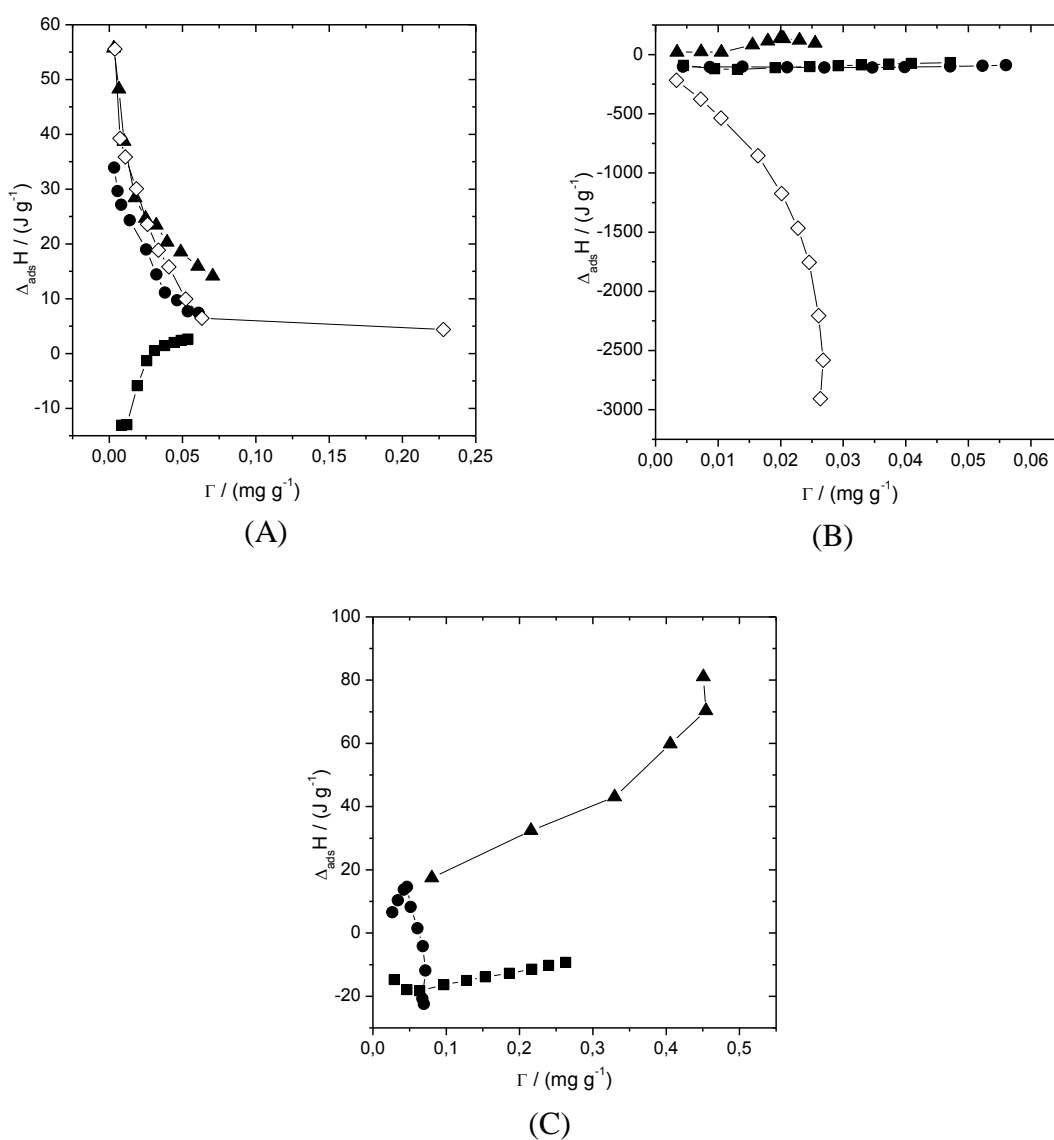 60
50
40
30
20
10
0
-10
Δ_ads H / (J g⁻¹)
0,00 0,05 0,10 0,15 0,20 0,25
Γ / (mg g⁻¹)
(A)
0
-500
-1000
-1500
-2000
-2500
-3000
Δ_ads H / (J g⁻¹)
0,00 0,01 0,02 0,03 0,04 0,05 0,06
Γ / (mg g⁻¹)
(B)
100
80
60
40
20
0
-20
Δ_ads H / (J g⁻¹)
0,0 0,1 0,2 0,3 0,4 0,5
Γ / (mg g⁻¹)
(C)